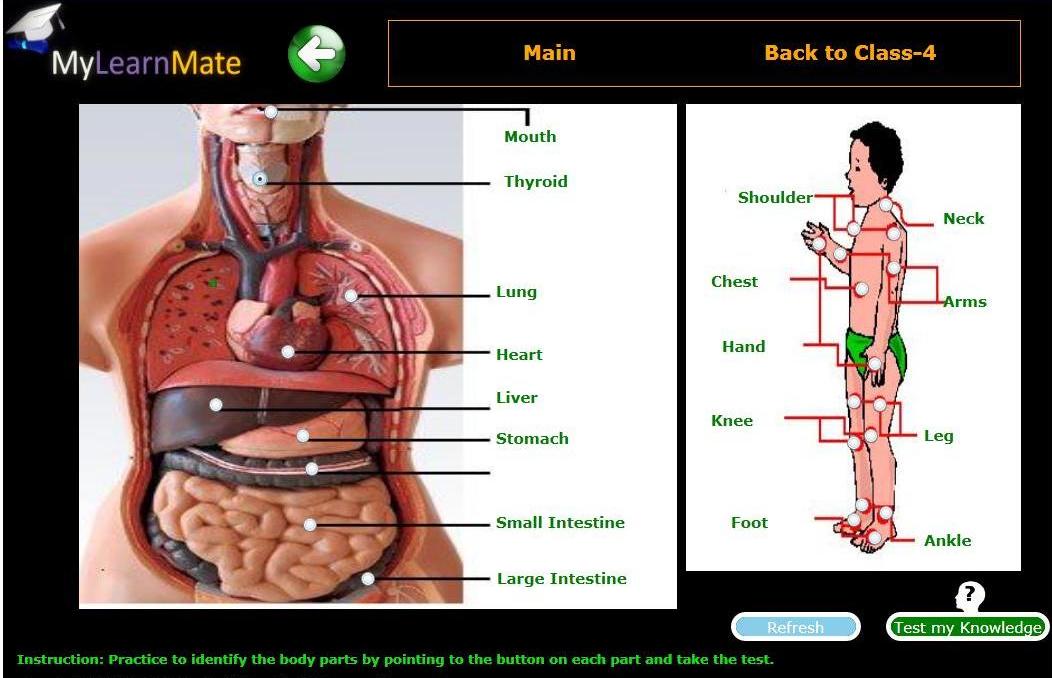 MyLearnMate
Main
Back to Class-4
Mouth
Thyroid
Lung
Heart
Liver
Stomach
Small Intestine
Large Intestine
Shoulder
Neck
Chest
Arms
Hand
Knee
Leg
Foot
Ankle
?
Refresh
Test my Knowledge
Instruction: Practice to identify the body parts by pointing to the button on each part and take the test.